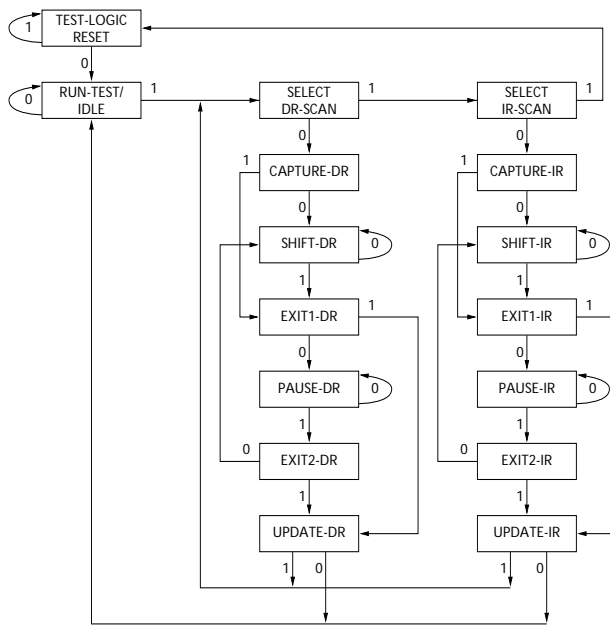 1
TEST-LOGIC
RESET
0
0
RUN-TEST/
IDLE
1
SELECT
DR-SCAN
1
SELECT
IR-SCAN
1
0
0
1
CAPTURE-DR
1
CAPTURE-IR
0
0
SHIFT-DR
0
SHIFT-IR
0
1
1
EXIT1-DR
1
EXIT1-IR
1
0
0
PAUSE-DR
0
PAUSE-IR
0
1
1
0
EXIT2-DR
0
EXIT2-IR
1
1
UPDATE-DR
UPDATE-IR
1
0
1
0